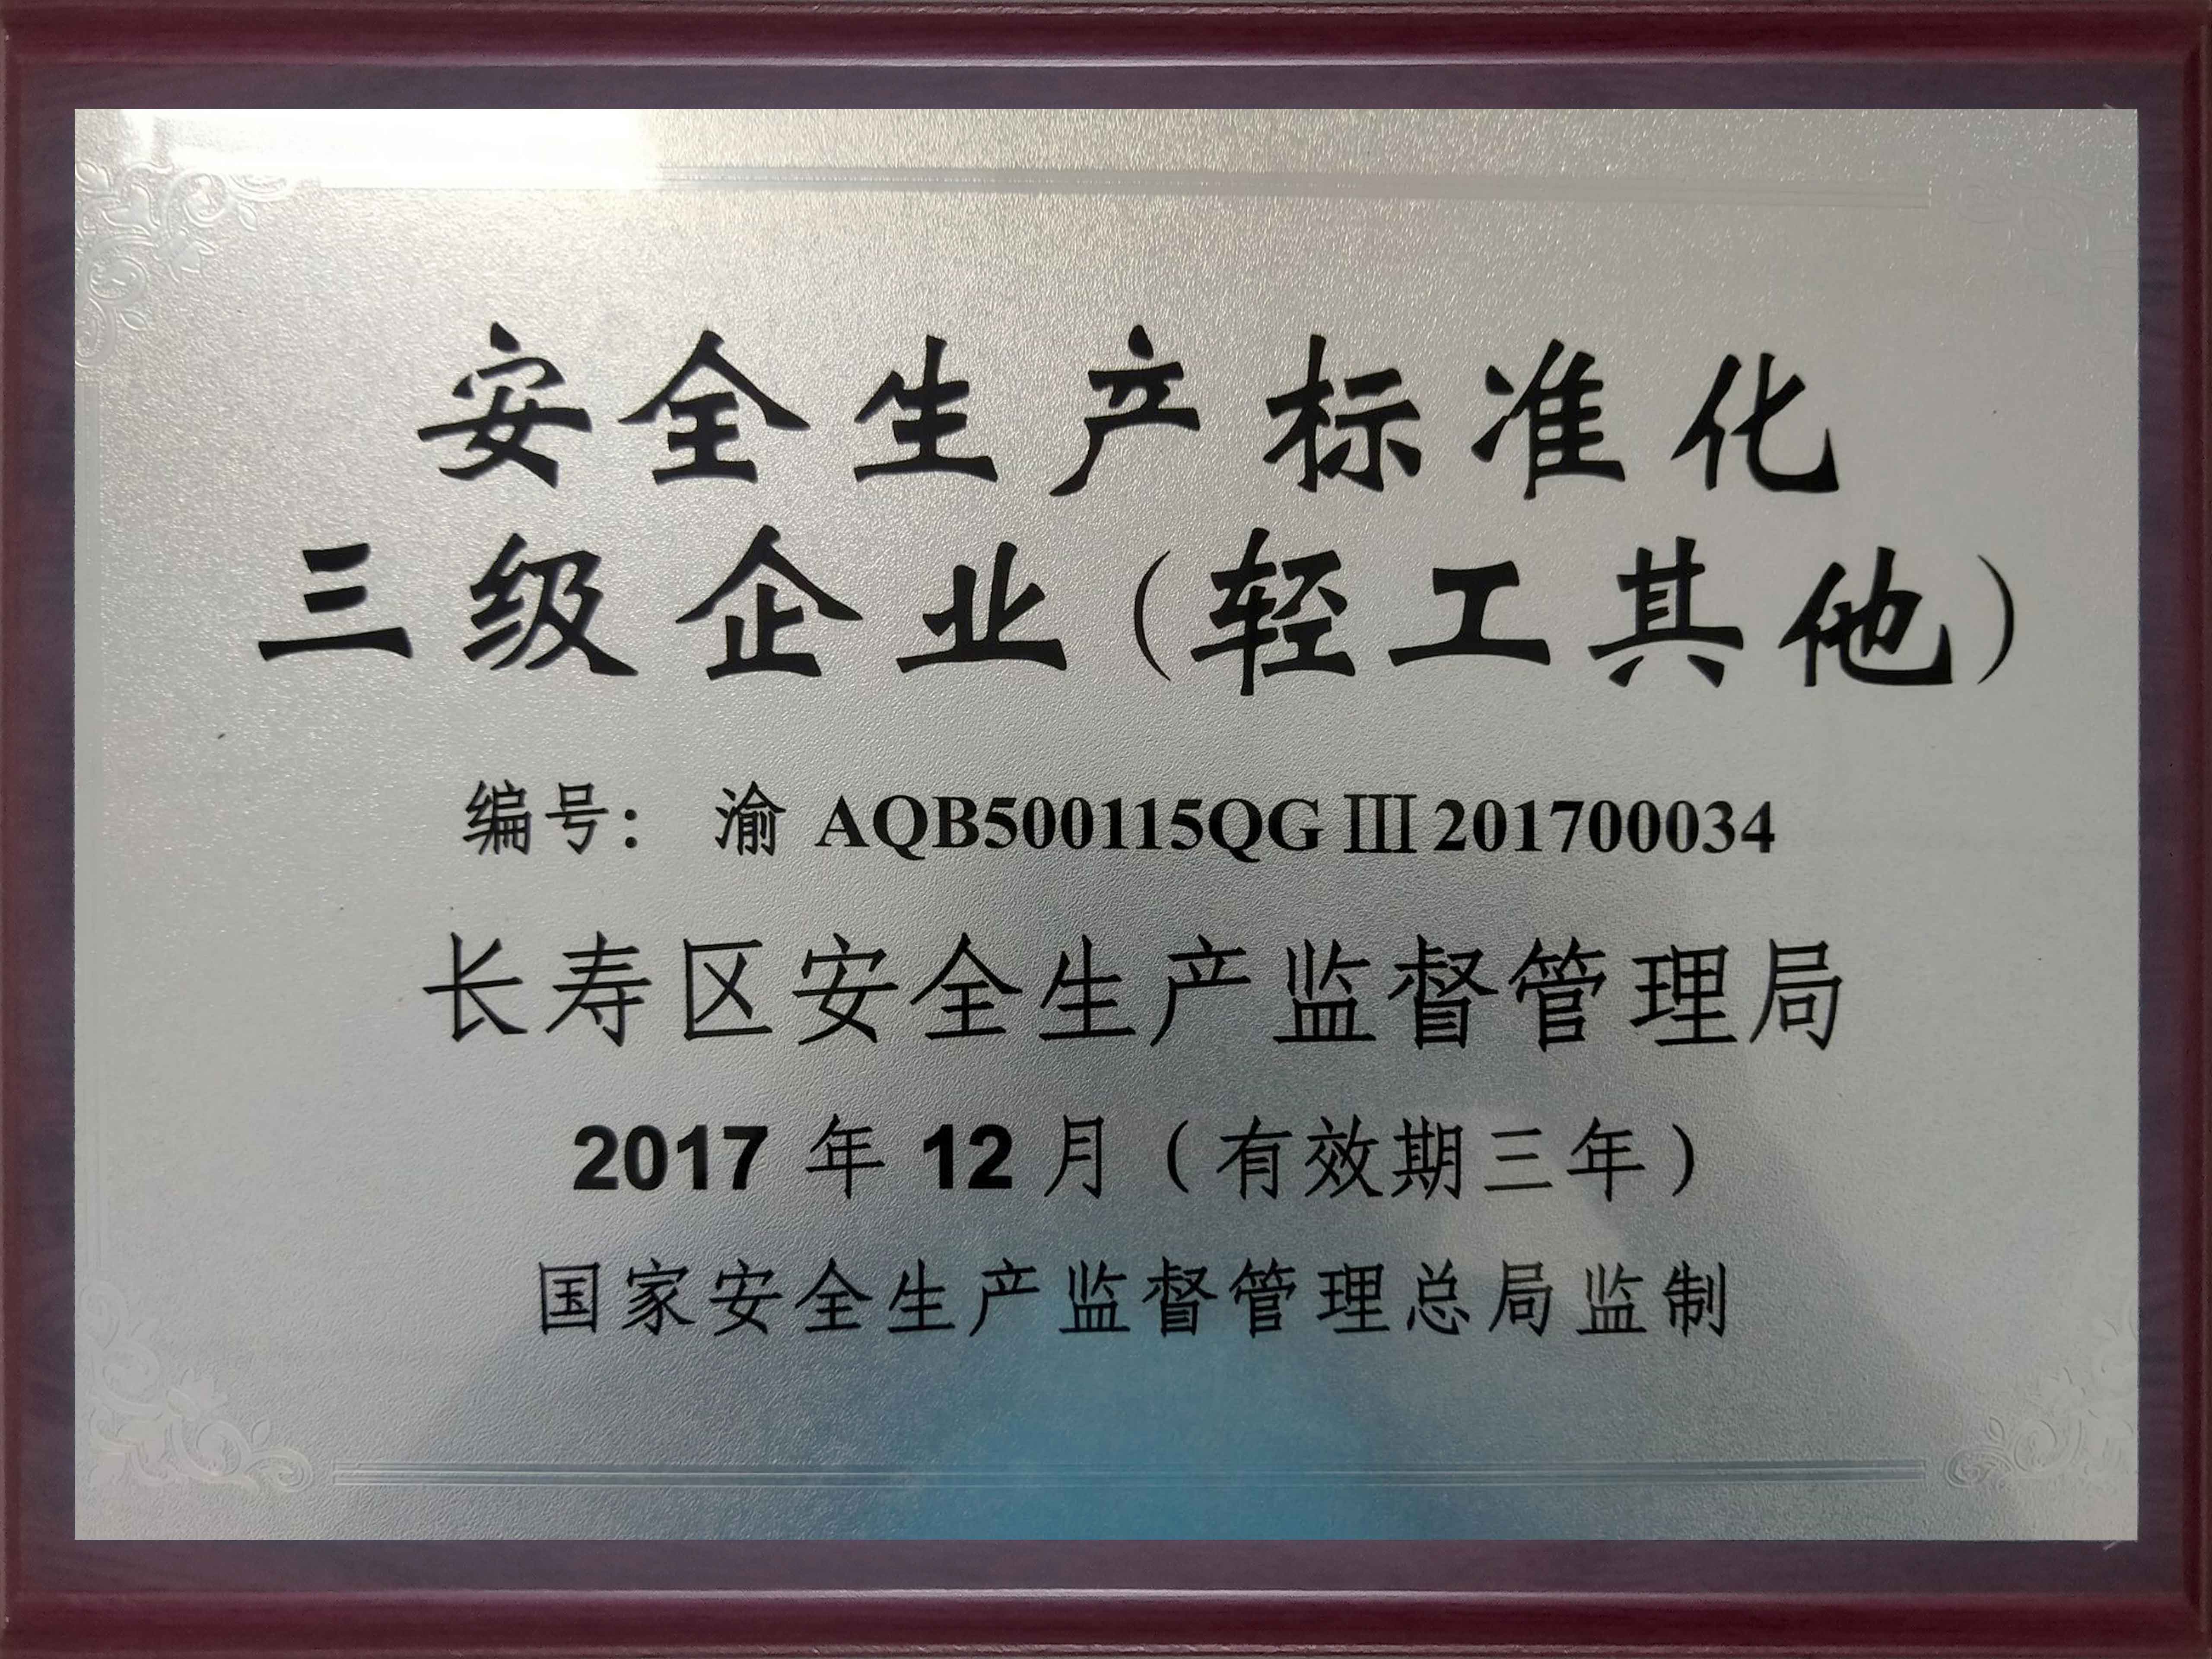 安全生产标准化
三级企业（轻工其他）
编号： 渝 AQB500115QGⅢ201700034
长寿区安全生产监督管理局
2017 年 12 月（有效期三年）
国家安全生产监督管理总局监制